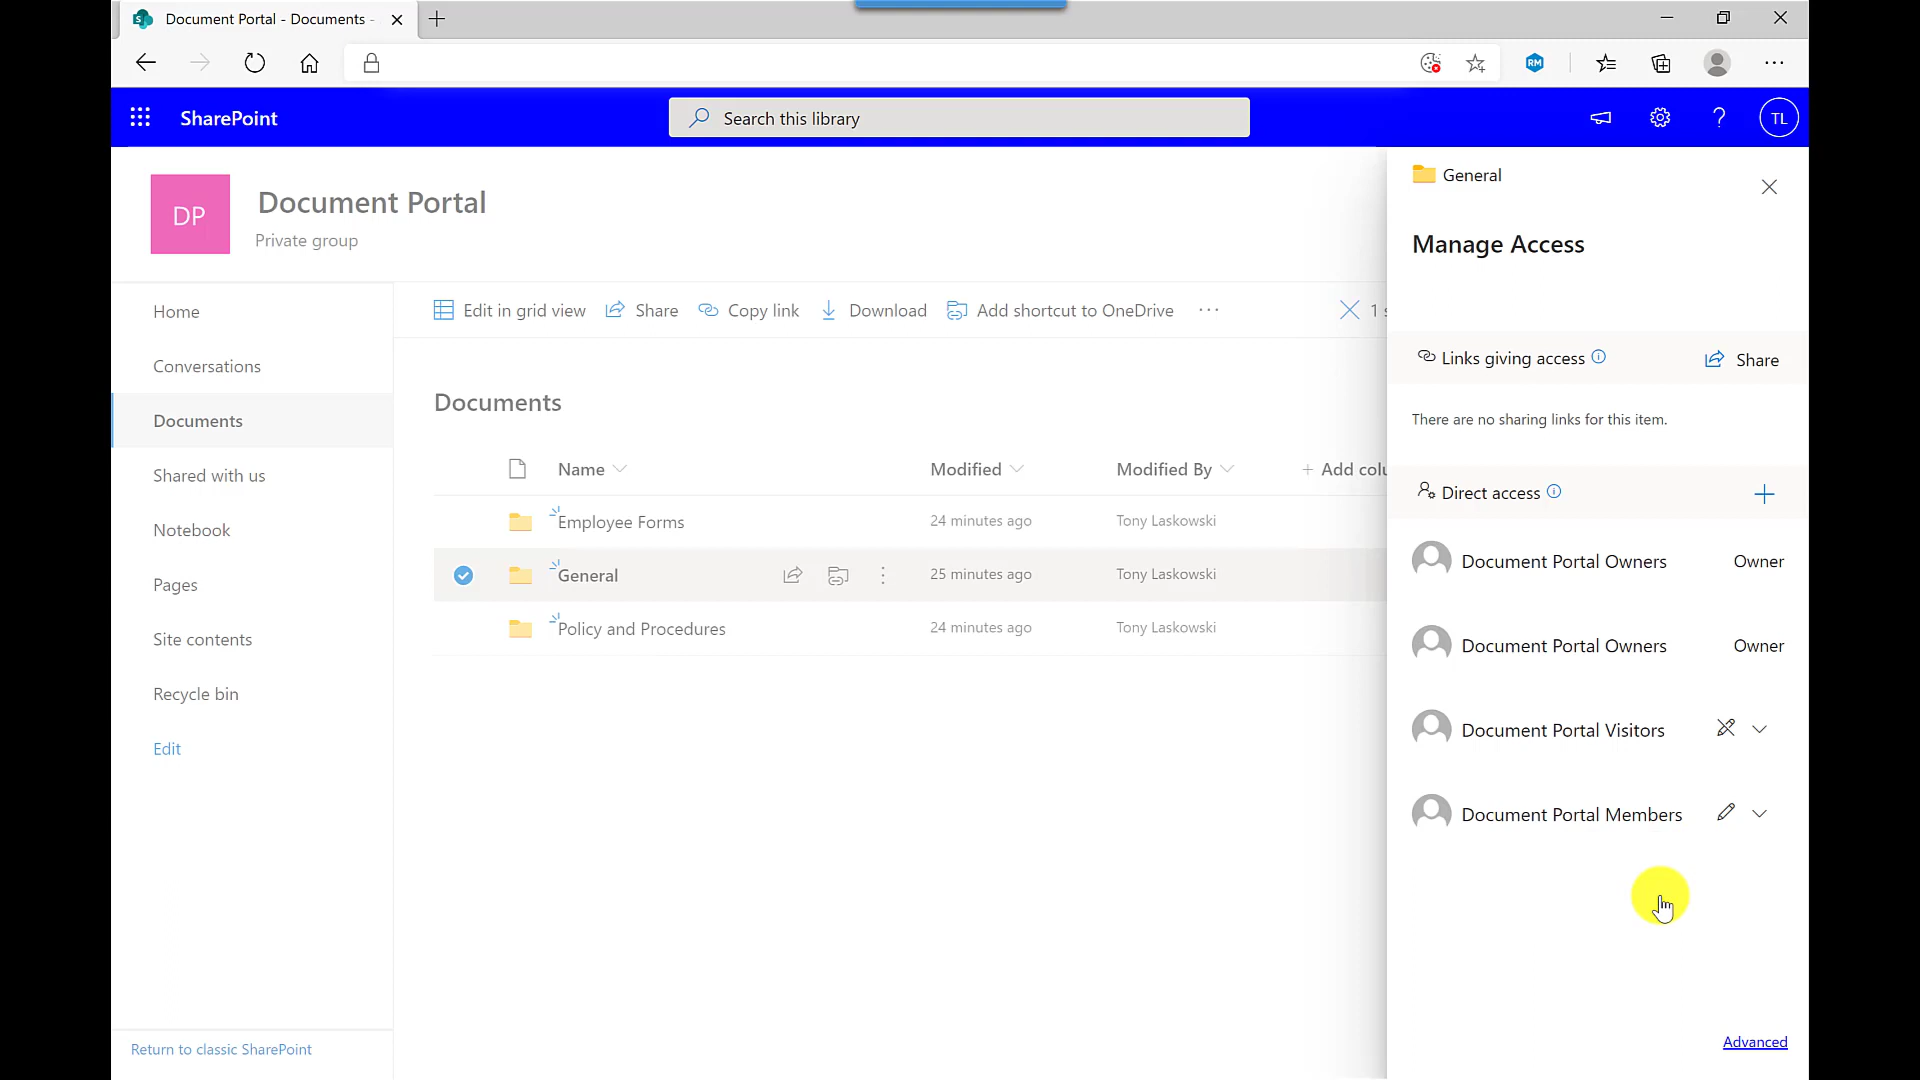 Document Portal - Documents -
RM
SharePoint
Search this library
TL
DP
Document Portal
Private group
Home
Conversations
Documents
Shared with us
Notebook
Pages
Site contents
Recycle bin
Edit
Return to classic SharePoint
Edit in grid view
Share
Copy link
Download
Add shortcut to OneDrive
1 s
Documents
Name
Modified
Modified By
Add colu
Employee Forms
24 minutes ago
Tony Laskowski
General
25 minutes ago
Tony Laskowski
Policy and Procedures
24 minutes ago
Tony Laskowski
General
Manage Access
Links giving access
Share
There are no sharing links for this item.
Direct access
Document Portal Owners
Owner
Document Portal Owners
Owner
Document Portal Visitors
Document Portal Members
Advanced